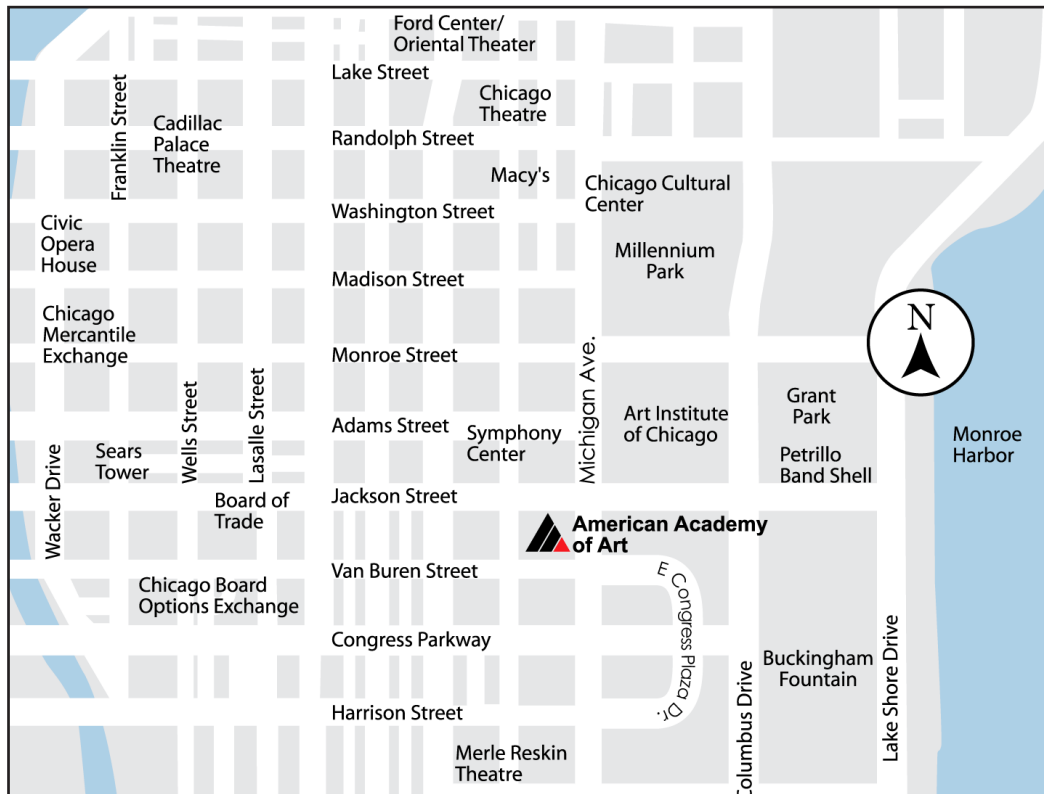 Ford Center/
Oriental Theater
Lake Street
Franklin Street
Chicago
Theatre
Cadillac
Palace
Theatre
Randolph Street
Macy's
Chicago Cultural
Center
Washington Street
Civic
Opera
House
Millennium
Park
Madison Street
Chicago
Mercantile
Exchange
N
Monroe Street
Michigan Ave.
Wells Street
Lasalle Street
Grant
Park
Art Institute
of Chicago
Adams Street
Symphony
Center
Monroe
Harbor
Sears
Tower
Petrillo
Band Shell
Wacker Drive
Board of
Trade
Jackson Street
American Academy
of Art
Van Buren Street
E Congress Plaza Dr.
Chicago Board
Options Exchange
Congress Parkway
Buckingham
Fountain
Columbus Drive
Lake Shore Drive
Harrison Street
Merle Reskin
Theatre